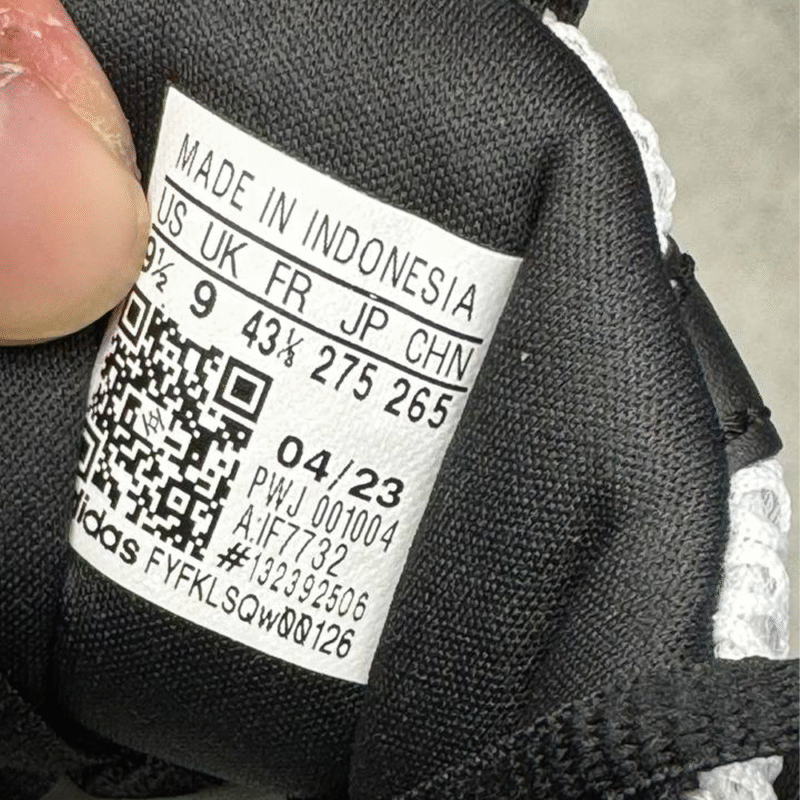 MADE IN INDONESIA
US UK FR JP CHN
9½ 9 43⅓ 275 265
04/23
PWJ 001004
A:IF7732
#132392506
adidas FYFKLSQw00126